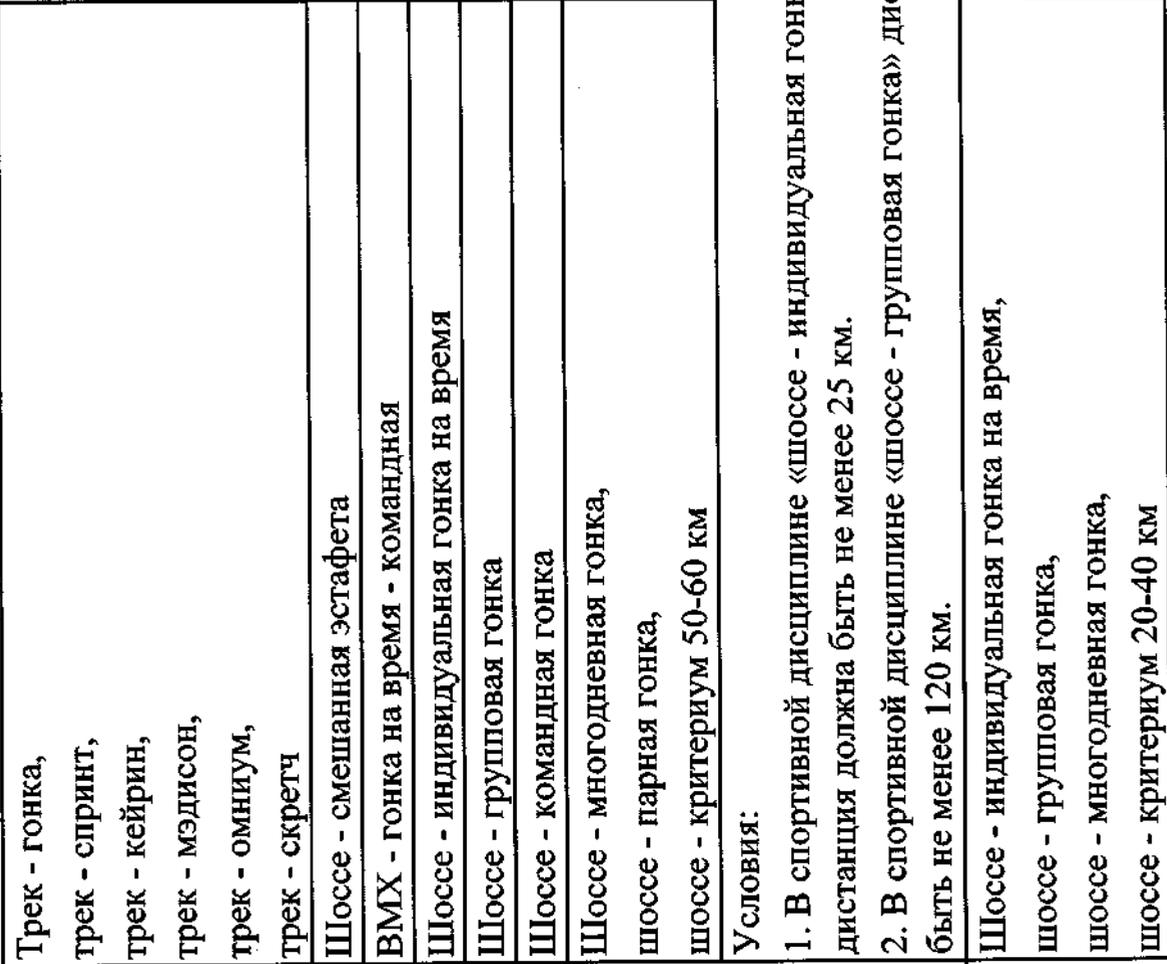 Трек - гонка,
трек - спринт,
трек - кейрин,
трек - мэдисон,
трек - омниум,
трек - скретч
Шоссе - смешанная эстафета
ВМХ - гонка на время - командная
Шоссе - индивидуальная гонка на время
Шоссе - групповая гонка
Шоссе - командная гонка
Шоссе - многодневная гонка,
шоссе - парная гонка,
шоссе - критериум 50-60 км
Условия:
1. В спортивной дисциплине «шоссе - индивидуальная гон
дистанция должна быть не менее 25 км.
2. В спортивной дисциплине «шоссе - групповая гонка» ди
быть не менее 120 км.
Шоссе - индивидуальная гонка на время,
шоссе - групповая гонка,
шоссе - многодневная гонка,
шоссе - критериум 20-40 км